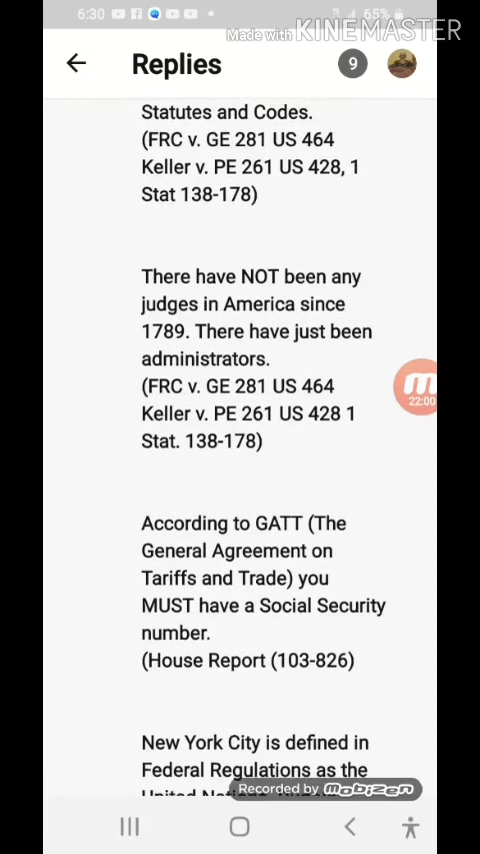 6:30
65%
Made with KINEMASTER
Replies
9
Statutes and Codes.
(FRC v. GE 281 US 464
Keller v. PE 261 US 428, 1
Stat 138-178)
There have NOT been any
judges in America since
1789. There have just been
administrators.
(FRC v. GE 281 US 464
Keller v. PE 261 US 428 1
Stat. 138-178)
22:00
According to GATT (The
General Agreement on
Tariffs and Trade) you
MUST have a Social Security
number.
(House Report (103-826)
New York City is defined in
Federal Regulations as the
Recorded by mobizen